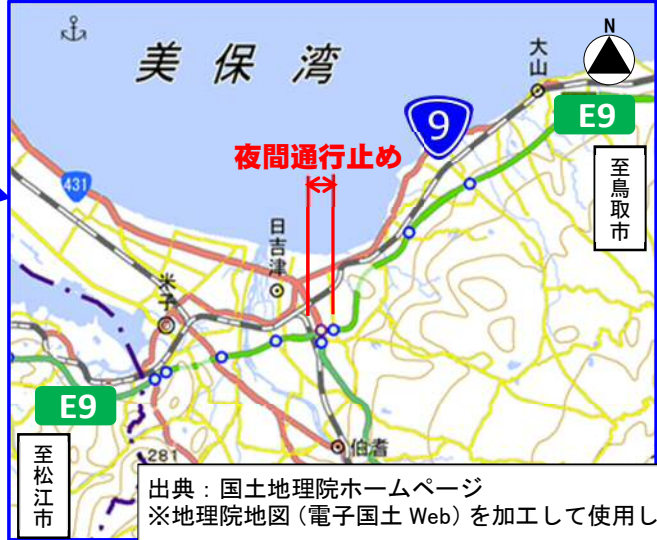 美保湾
N
大山
9
E9
夜間通行止め
至鳥取市
431
日吉津
米子
E9
281
伯耆
至松江市
出典：国土地理院ホームページ
※地理院地図（電子国土 Web）を加工して使用し